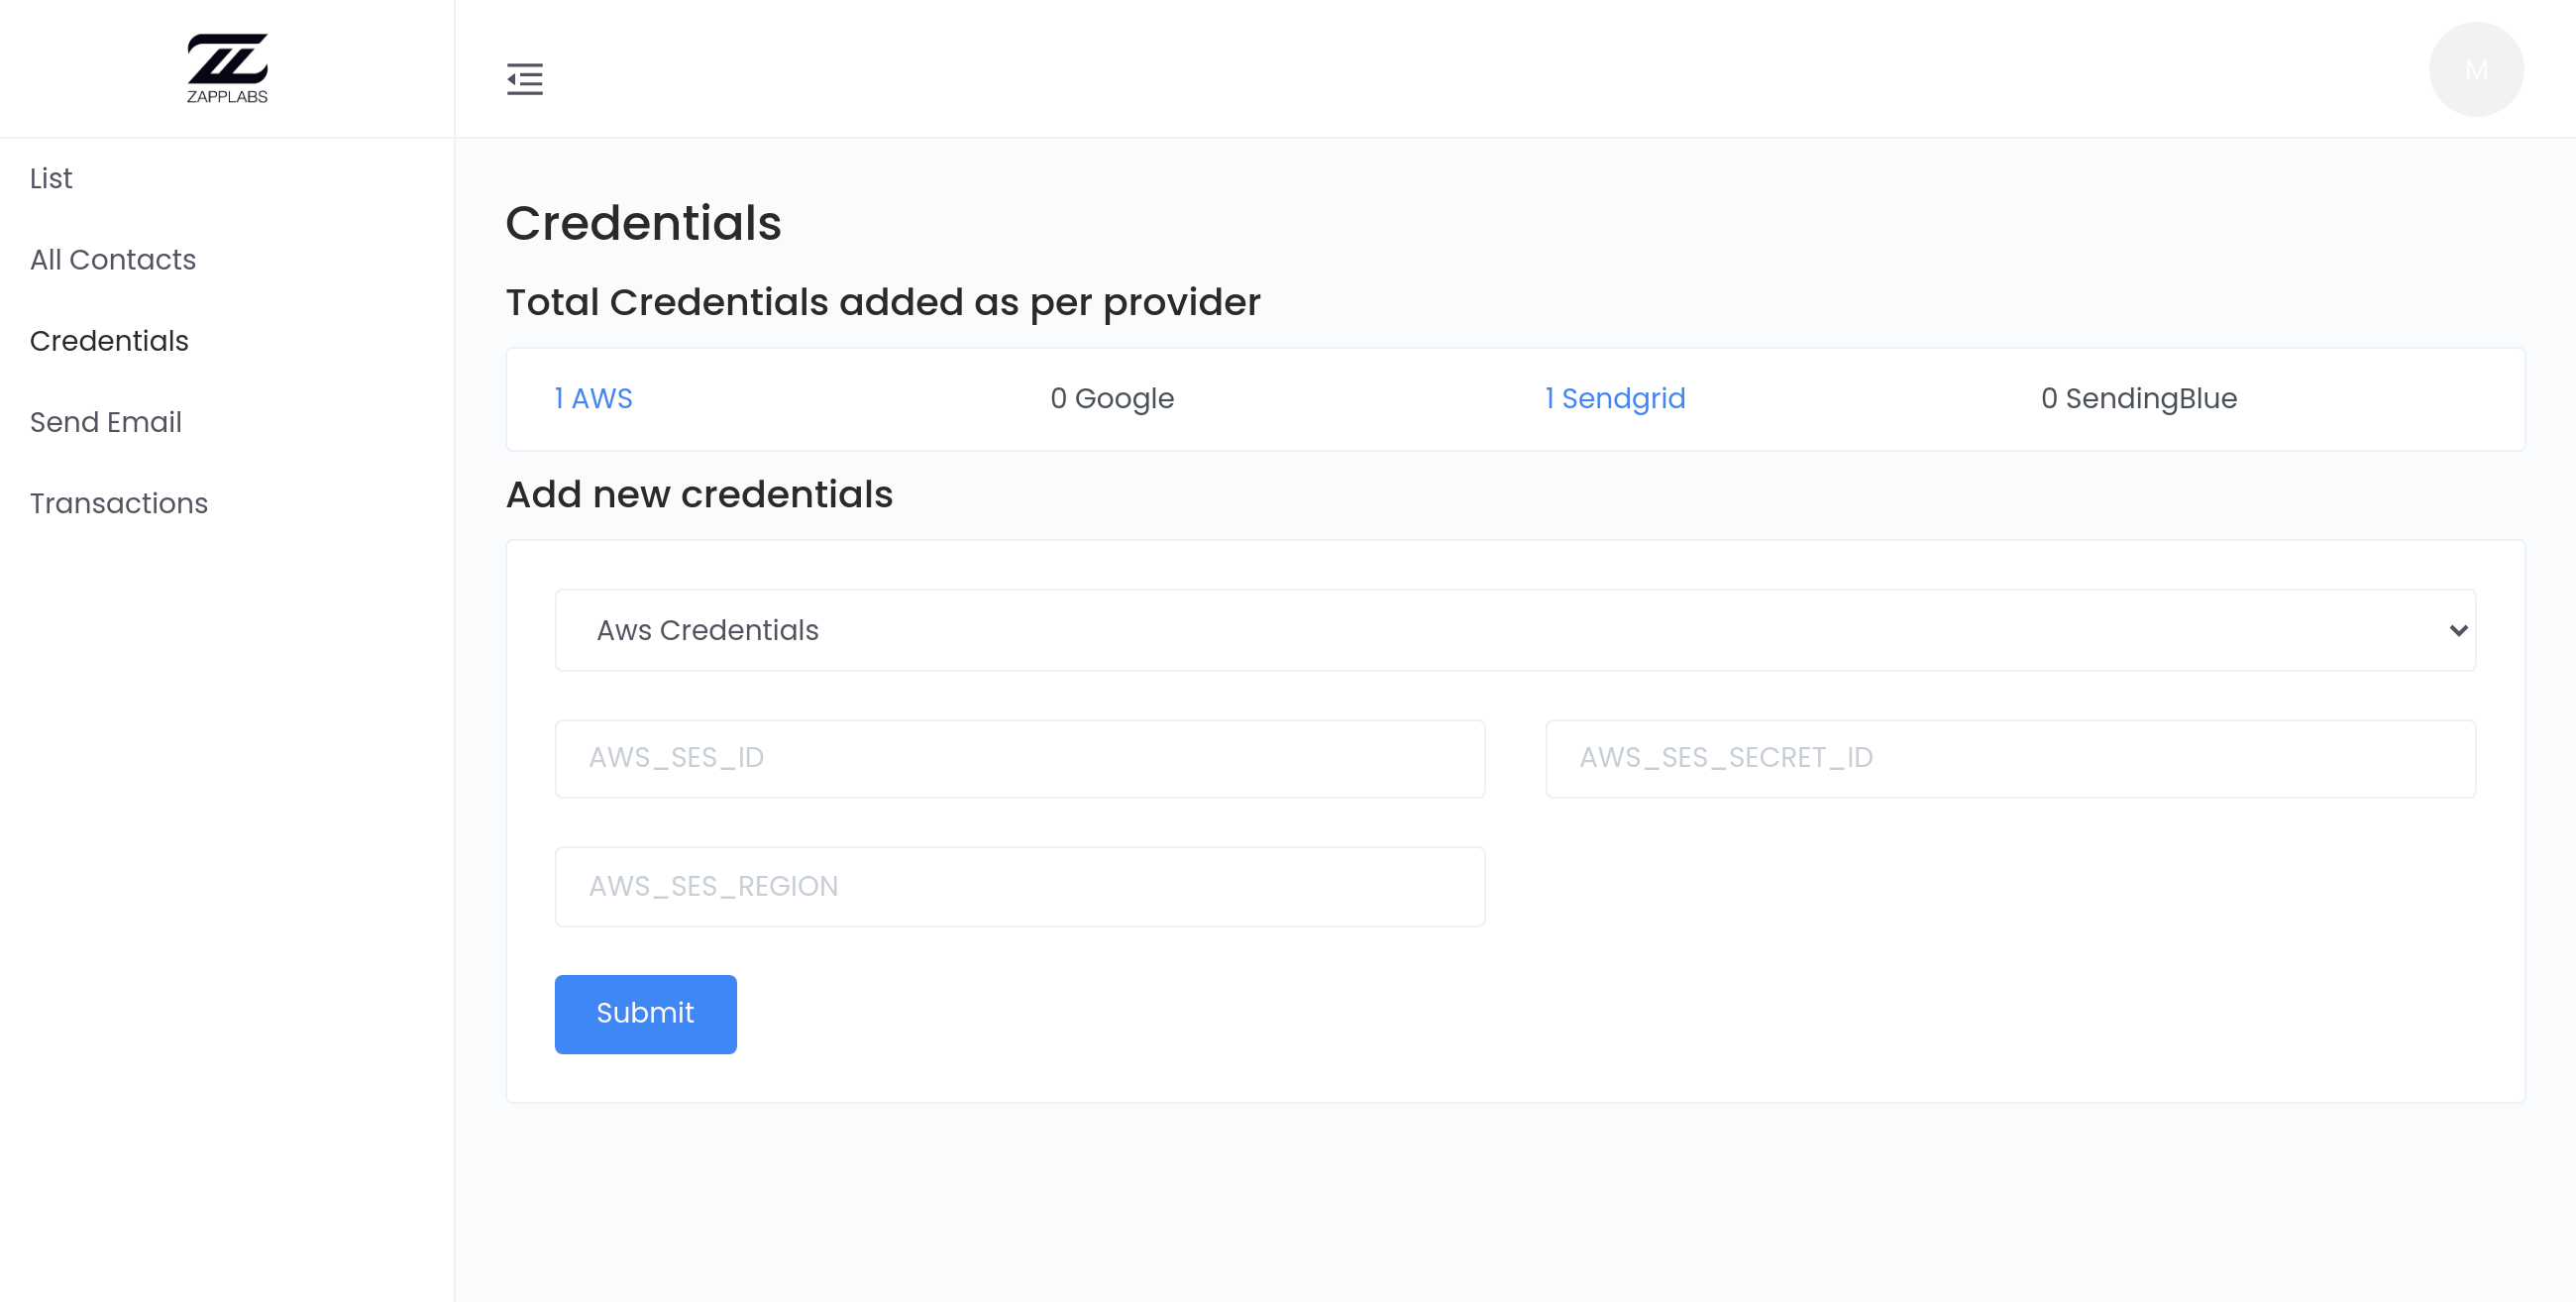 ZAPPLABS
M
List
All Contacts
Credentials
Send Email
Transactions
Credentials
Total Credentials added as per provider
1 AWS 0 Google 1 Sendgrid 0 SendingBlue
Add new credentials
Aws Credentials
AWS_SES_ID AWS_SES_SECRET_ID
AWS_SES_REGION
Submit